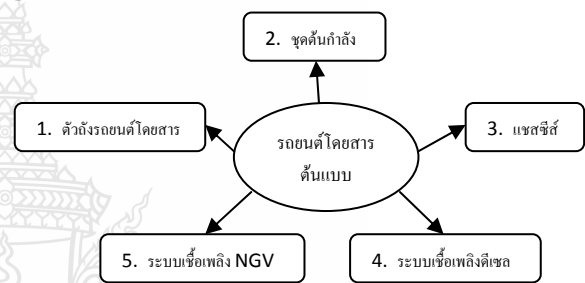 2. ชุดต้นกำลัง
1. ตัวถังรถยนต์โดยสาร
รถยนต์โดยสาร
ต้นแบบ
3. แชสซีส์
5. ระบบเชื้อเพลิง NGV
4. ระบบเชื้อเพลิงดีเซล